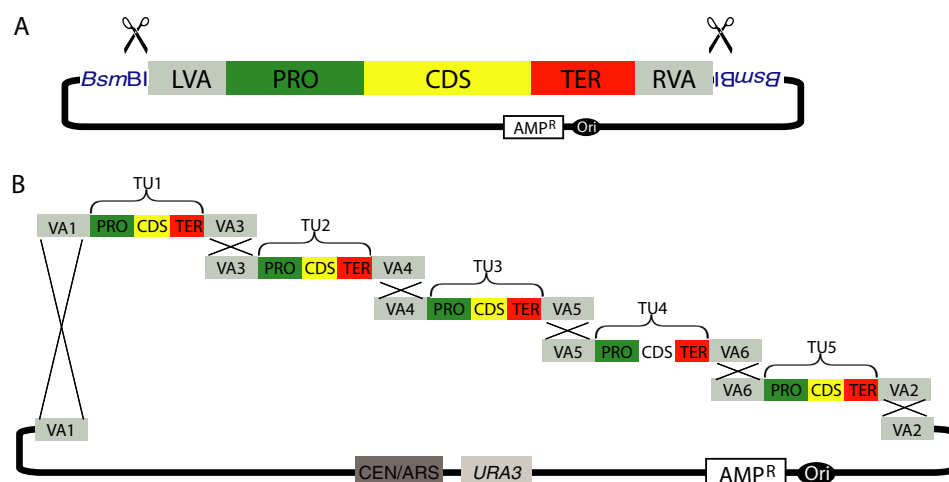 A
BsmBI LVA PRO CDS TER RVA BsmBI
AMPR Ori
B
TU1
VA1 PRO CDS TER VA3
TU2
VA3 PRO CDS TER VA4
TU3
VA4 PRO CDS TER VA5
TU4
VA5 PRO CDS TER VA6
TU5
VA6 PRO CDS TER VA2
VA1 VA2
CEN/ARS URA3 AMPR Ori